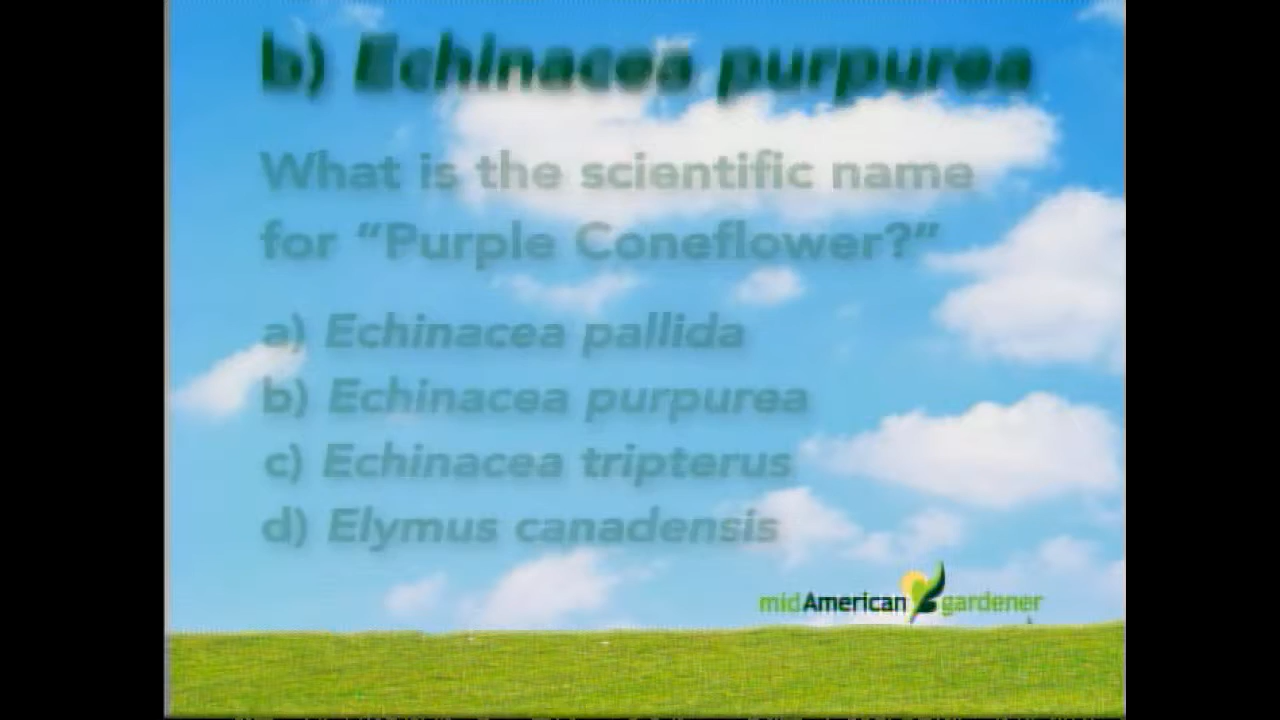 b) Echinacea purpurea
What is the scientific name
for “Purple Coneflower?”
a) Echinacea pallida
b) Echinacea purpurea
c) Echinacea tripterus
d) Elymus canadensis
midAmerican gardener